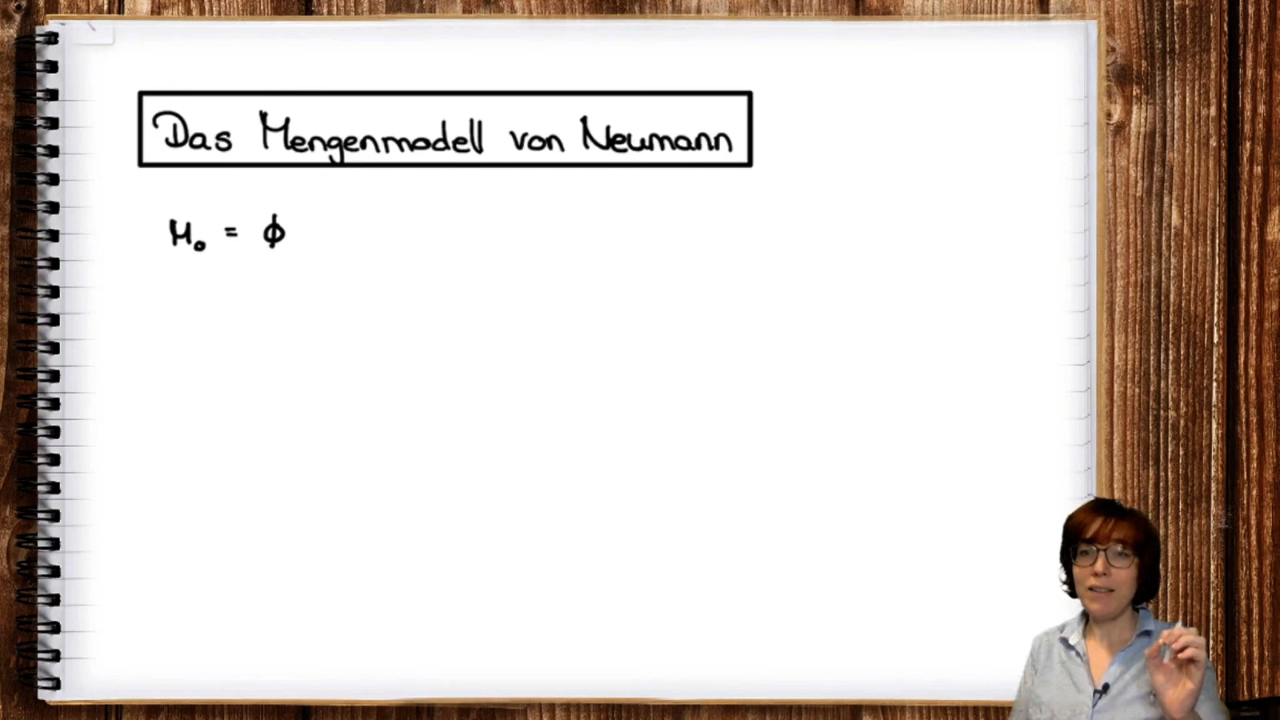 Das Mengenmodell von Neumann
M₀ = ϕ